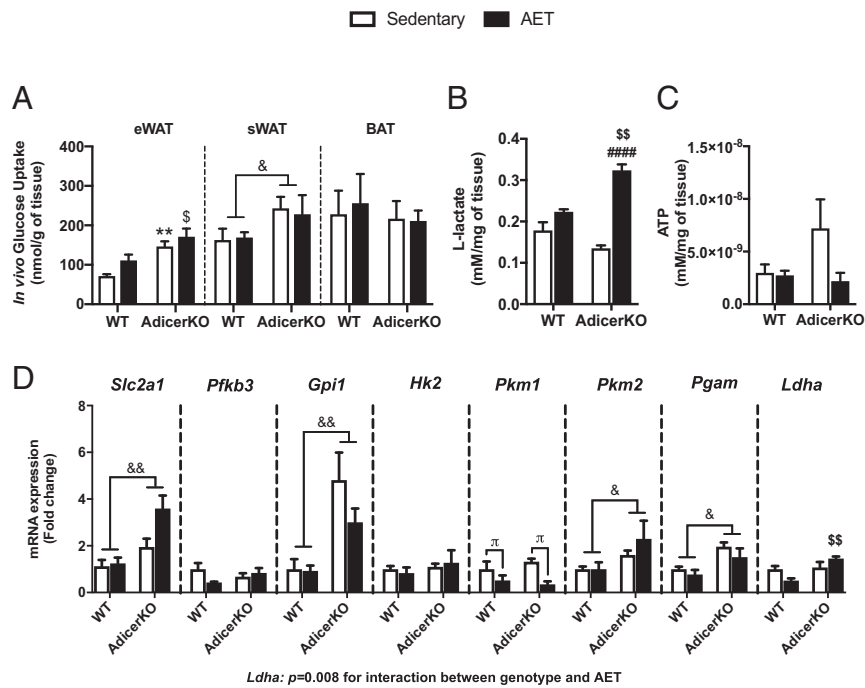 Sedentary AET
A
eWAT sWAT BAT
In vivo Glucose Uptake
(nmol/g of tissue)
400
300
200
100
0
** $ &
WT AdicerKO WT AdicerKO WT AdicerKO
B
L-lactate
(mM/mg of tissue)
0.4
0.3
0.2
0.1
0.0
$$
####
WT AdicerKO
C
ATP
(mM/mg of tissue)
1.5×10-8
1.0×10-8
5.0×10-9
0.0
WT AdicerKO
D
Slc2a1 Pfkb3 Gpi1 Hk2 Pkm1 Pkm2 Pgam Ldha
mRNA expression
(Fold change)
8
6
4
2
0
&& && π π & & $$
WT AdicerKO WT AdicerKO WT AdicerKO WT AdicerKO WT AdicerKO WT AdicerKO WT AdicerKO WT AdicerKO
Ldha: p=0.008 for interaction between genotype and AET